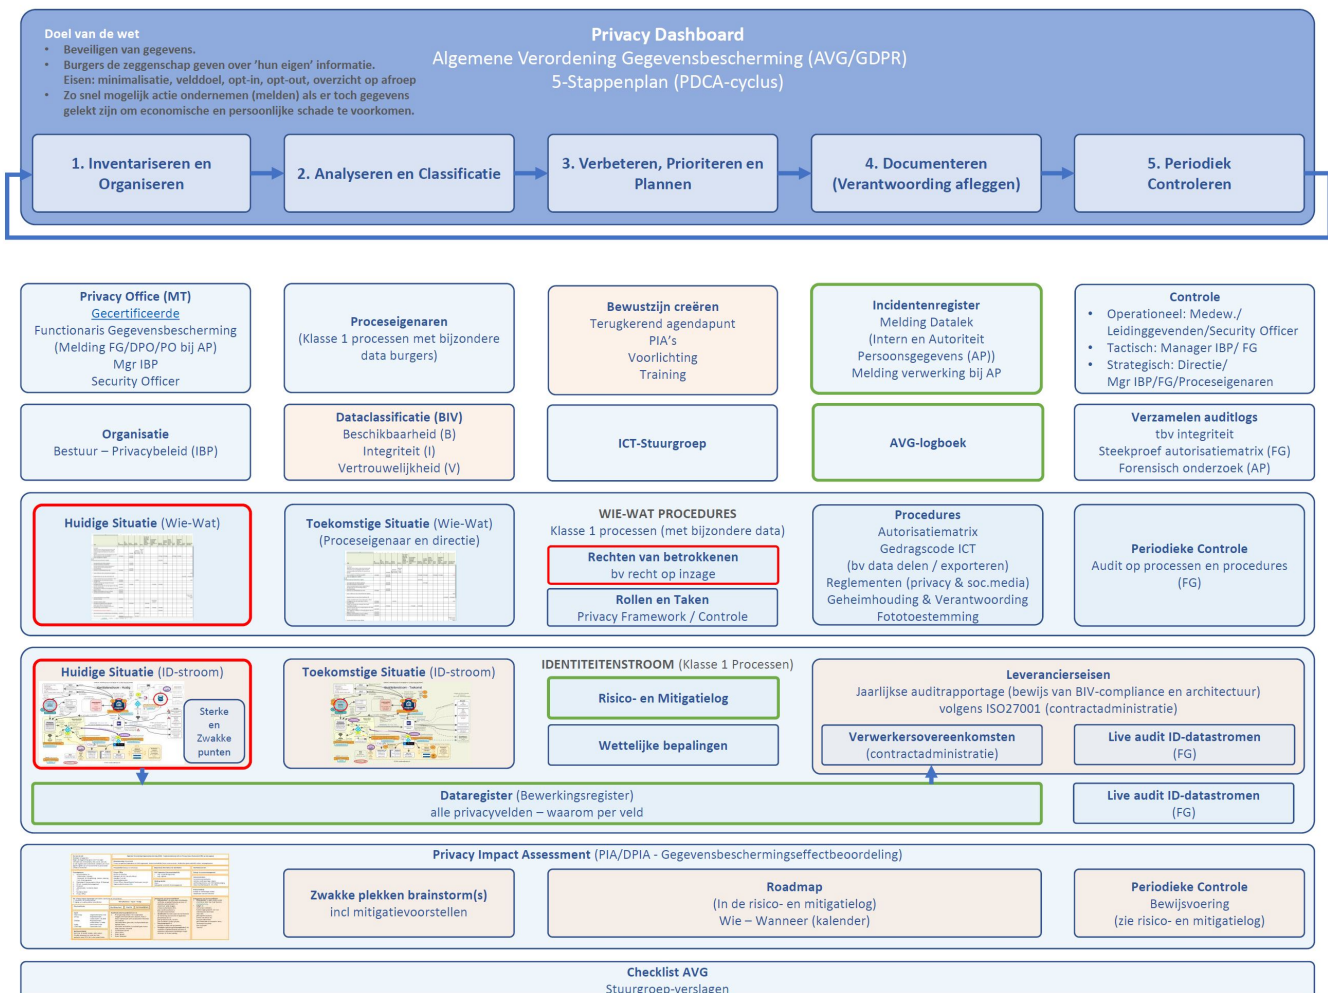 Doel van de wet
• Beveiligen van gegevens.
• Burgers de zeggenschap geven over 'hun eigen' informatie.
Eisen: minimalisatie, velddoel, opt-in, opt-out, overzicht op afroep
• Zo snel mogelijk actie ondernemen (melden) als er toch gegevens
gelekt zijn om economische en persoonlijke schade te voorkomen.
Privacy Dashboard
Algemene Verordening Gegevensbescherming (AVG/GDPR)
5-Stappenplan (PDCA-cyclus)
1. Inventariseren en
Organiseren
2. Analyseren en Classificatie
3. Verbeteren, Prioriteren en
Plannen
4. Documenteren
(Verantwoording afleggen)
5. Periodiek
Controleren
Privacy Office (MT)
Gecertificeerde
Functionaris Gegevensbescherming
(Melding FG/DPO/PO bij AP)
Mgr IBP
Security Officer
Proceseigenaren
(Klasse 1 processen met bijzondere
data burgers)
Bewustzijn creëren
Terugkerend agendapunt
PIA's
Voorlichting
Training
Incidentenregister
Melding Datalek
(Intern en Autoriteit
Persoonsgegevens (AP))
Melding verwerking bij AP
Controle
• Operationeel: Medew./
Leidinggevenden/Security Officer
• Tactisch: Manager IBP/ FG
• Strategisch: Directie/
Mgr IBP/FG/Proceseigenaren
Organisatie
Bestuur – Privacybeleid (IBP)
Dataclassificatie (BIV)
Beschikbaarheid (B)
Integriteit (I)
Vertrouwelijkheid (V)
ICT-Stuurgroep
AVG-logboek
Verzamelen auditlogs
tbv integriteit
Steekproef autorisatiematrix (FG)
Forensisch onderzoek (AP)
Huidige Situatie (Wie-Wat)
Toekomstige Situatie (Wie-Wat)
(Proceseigenaar en directie)
WIE-WAT PROCEDURES
Klasse 1 processen (met bijzondere data)
Rechten van betrokkenen
bv recht op inzage
Rollen en Taken
Privacy Framework / Controle
Procedures
Autorisatiematrix
Gedragscode ICT
(bv data delen / exporteren)
Reglementen (privacy & soc.media)
Geheimhouding & Verantwoording
Fototoestemming
Periodieke Controle
Audit op processen en procedures
(FG)
Huidige Situatie (ID-stroom)
Sterke
en
Zwakke
punten
Toekomstige Situatie (ID-stroom)
IDENTITEITENSTROOM (Klasse 1 Processen)
Risico- en Mitigatielog
Wettelijke bepalingen
Leverancierseisen
Jaarlijkse auditrapportage (bewijs van BIV-compliance en architectuur)
volgens ISO27001 (contractadministratie)
Verwerkersovereenkomsten
(contractadministratie)
Live audit ID-datastromen
(FG)
Dataregister (Bewerkingsregister)
alle privacyvelden – waarom per veld
Live audit ID-datastromen
(FG)
Privacy Impact Assessment (PIA/DPIA - Gegevensbeschermingseffectbeoordeling)
Zwakke plekken brainstorm(s)
incl mitigatievoorstellen
Roadmap
(In de risico- en mitigatielog)
Wie – Wanneer (kalender)
Periodieke Controle
Bewijsvoering
(zie risico- en mitigatielog)
Checklist AVG
Stuurgroep-verslagen